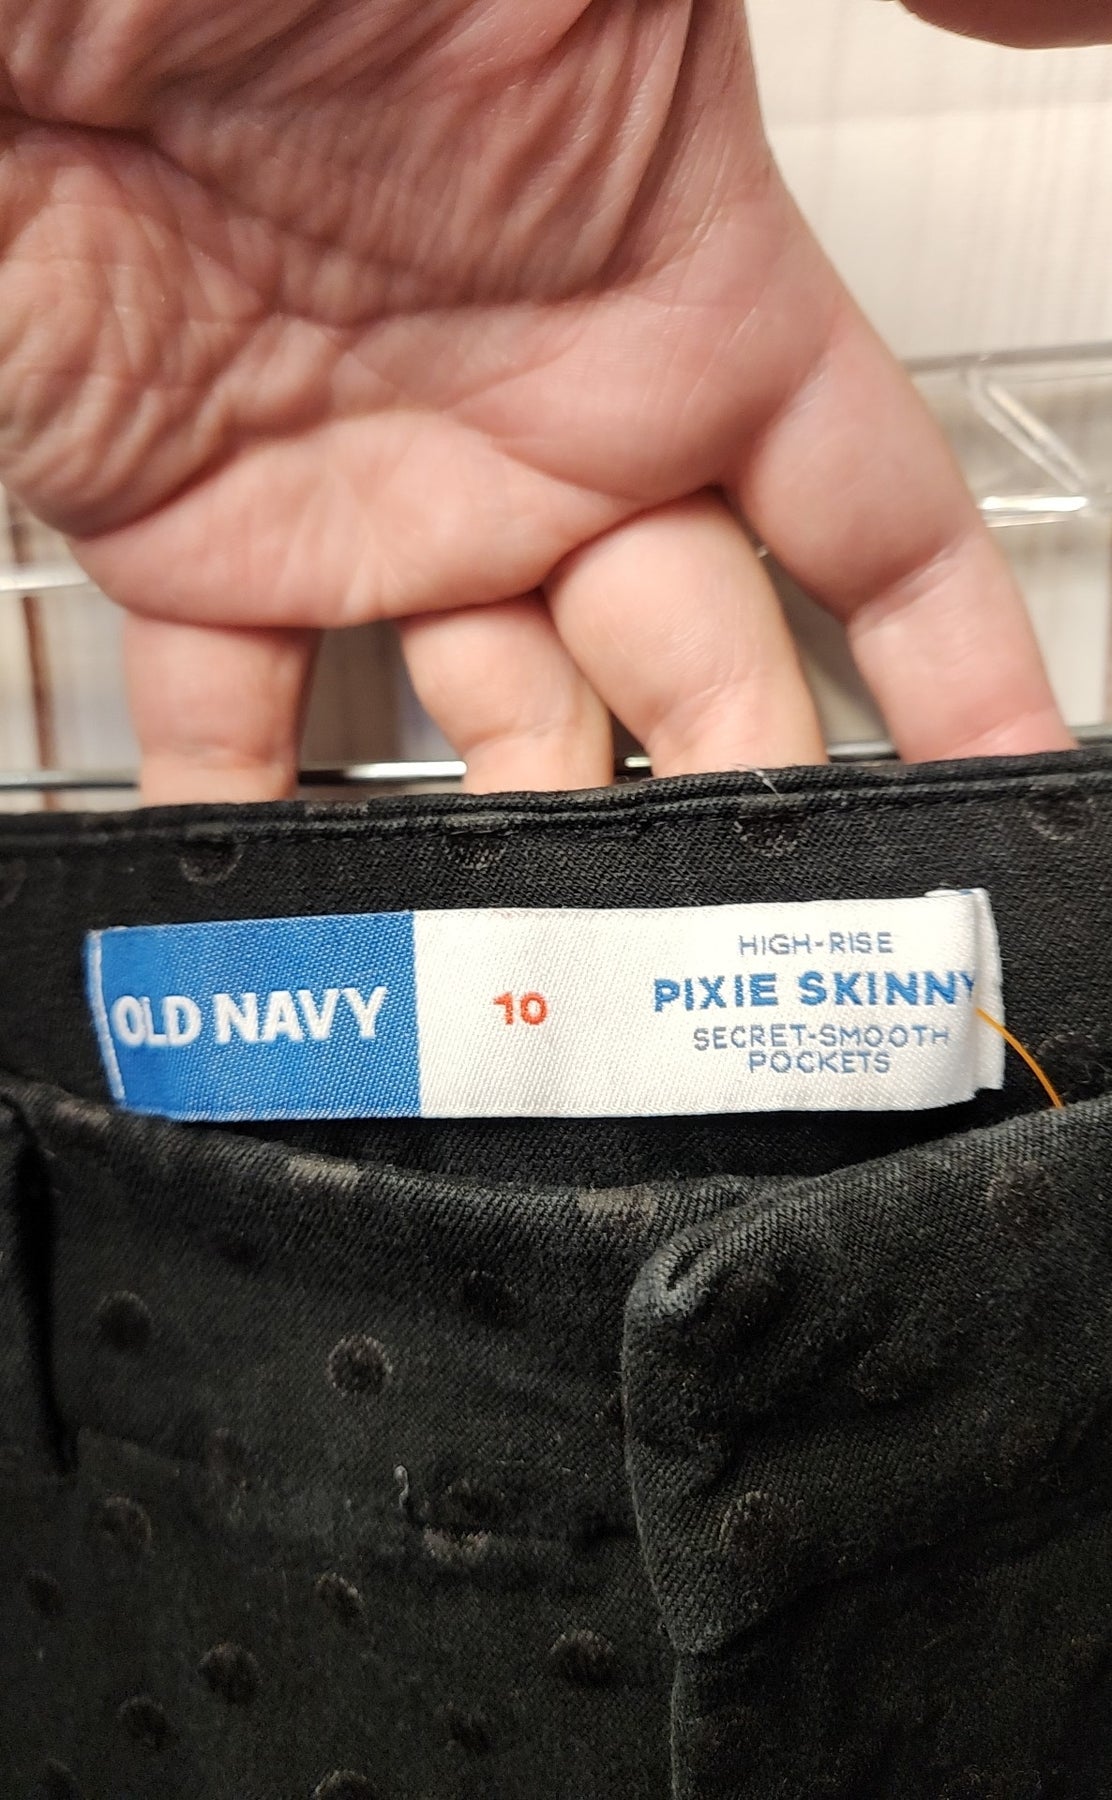 OLD NAVY
10
HIGH-RISE
PIXIE SKINNY
SECRET-SMOOTH
POCKETS